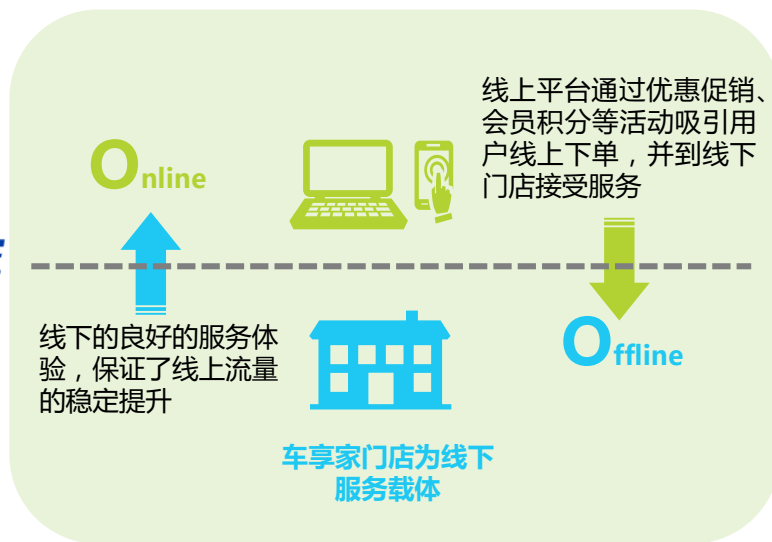 线上平台通过优惠促销、
会员积分等活动吸引用
户线上下单，并到线下
门店接受服务
Online
线下的良好的服务体
验，保证了线上流量
的稳定提升
Offline
车享家门店为线下
服务载体